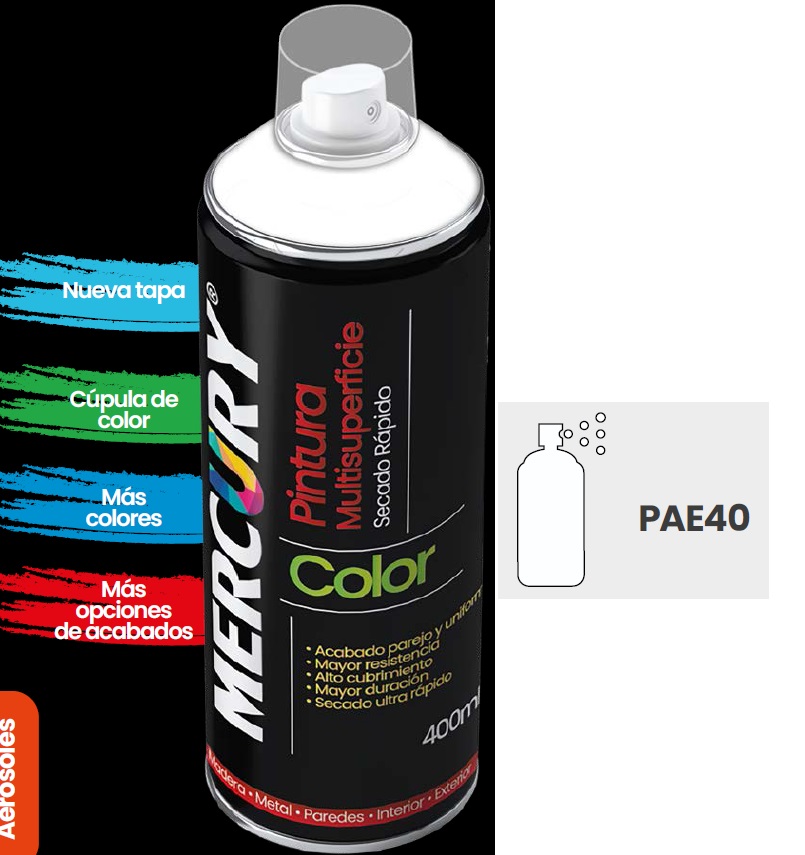 Nueva tapa
Cúpula de
color
Más
colores
Más
opciones
de acabados
Aerosoles
MERCURY®
Pintura
Multisuperficie
Secado Rápido
Color
• Acabado parejo y uniform
• Mayor resistencia
• Alto cubrimiento
• Mayor duración
• Secado ultra rápido
400ml
Madera • Metal • Paredes • Interior • Exterior
PAE40